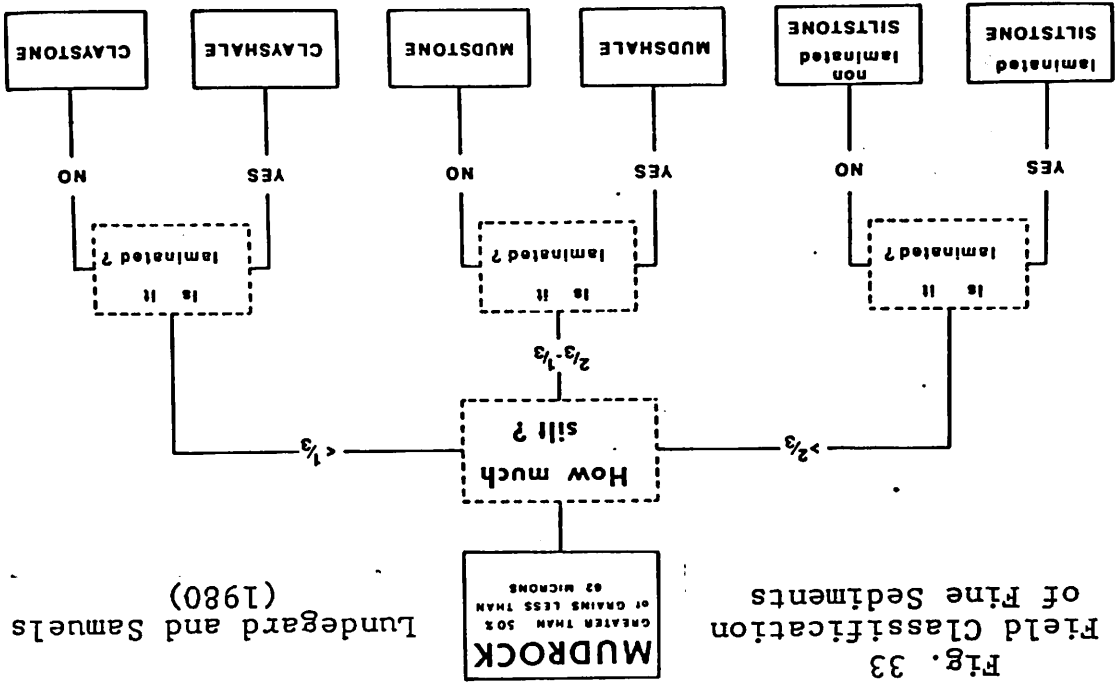 Fig. 33
Field Classification
of Fine Sediments
MUDROCK
GREATER THAN 50%
of GRAINS LESS THAN
62 MICRONS
Lundegard and Samuels
(1980)
How much
silt ?
> 2/3
1/3-2/3
< 1/3
Is it
laminated ?
Is it
laminated ?
Is it
laminated ?
YES
NO
YES
NO
YES
NO
laminated
SILTSTONE
non
laminated
SILTSTONE
MUDSHALE
MUDSTONE
CLAYSHALE
CLAYSTONE